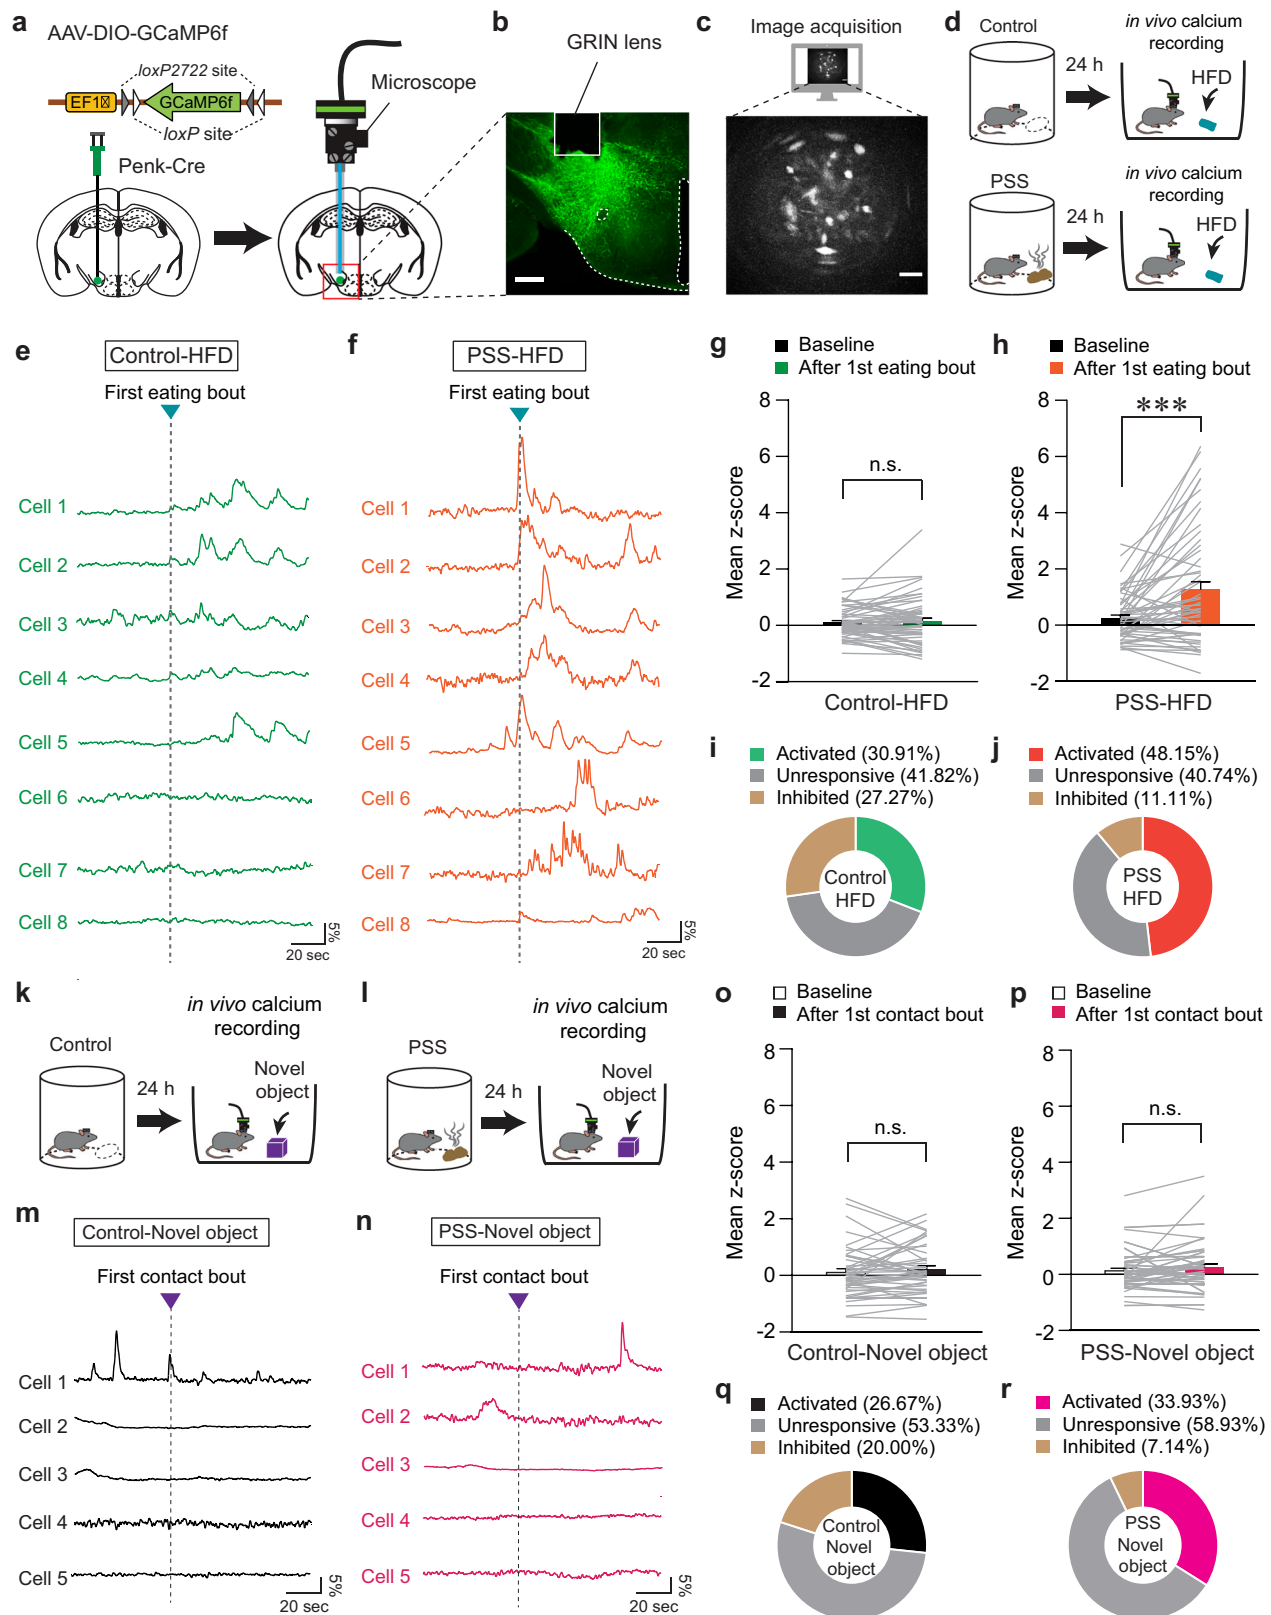 a
AAV-DIO-GCaMP6f
loxP2722 site
EF1
GCaMP6f
loxP site
Penk-Cre
Microscope
b
GRIN lens
c
Image acquisition
d
Control
24 h
in vivo calcium
recording
HFD
PSS
24 h
in vivo calcium
recording
HFD
e
Control-HFD
First eating bout
Cell 1
Cell 2
Cell 3
Cell 4
Cell 5
Cell 6
Cell 7
Cell 8
5%
20 sec
f
PSS-HFD
First eating bout
Cell 1
Cell 2
Cell 3
Cell 4
Cell 5
Cell 6
Cell 7
Cell 8
5%
20 sec
g
Baseline
After 1st eating bout
8
6
4
2
0
-2
Mean z-score
n.s.
Control-HFD
h
Baseline
After 1st eating bout
8
6
4
2
0
-2
Mean z-score
***
PSS-HFD
i
Activated (30.91%)
Unresponsive (41.82%)
Inhibited (27.27%)
Control
HFD
j
Activated (48.15%)
Unresponsive (40.74%)
Inhibited (11.11%)
PSS
HFD
k
Control
24 h
in vivo calcium
recording
Novel
object
l
PSS
24 h
in vivo calcium
recording
Novel
object
m
Control-Novel object
First contact bout
Cell 1
Cell 2
Cell 3
Cell 4
Cell 5
5%
20 sec
n
PSS-Novel object
First contact bout
Cell 1
Cell 2
Cell 3
Cell 4
Cell 5
5%
20 sec
o
Baseline
After 1st contact bout
8
6
4
2
0
-2
Mean z-score
n.s.
Control-Novel object
p
Baseline
After 1st contact bout
8
6
4
2
0
-2
Mean z-score
n.s.
PSS-Novel object
q
Activated (26.67%)
Unresponsive (53.33%)
Inhibited (20.00%)
Control
Novel
object
r
Activated (33.93%)
Unresponsive (58.93%)
Inhibited (7.14%)
PSS
Novel
object